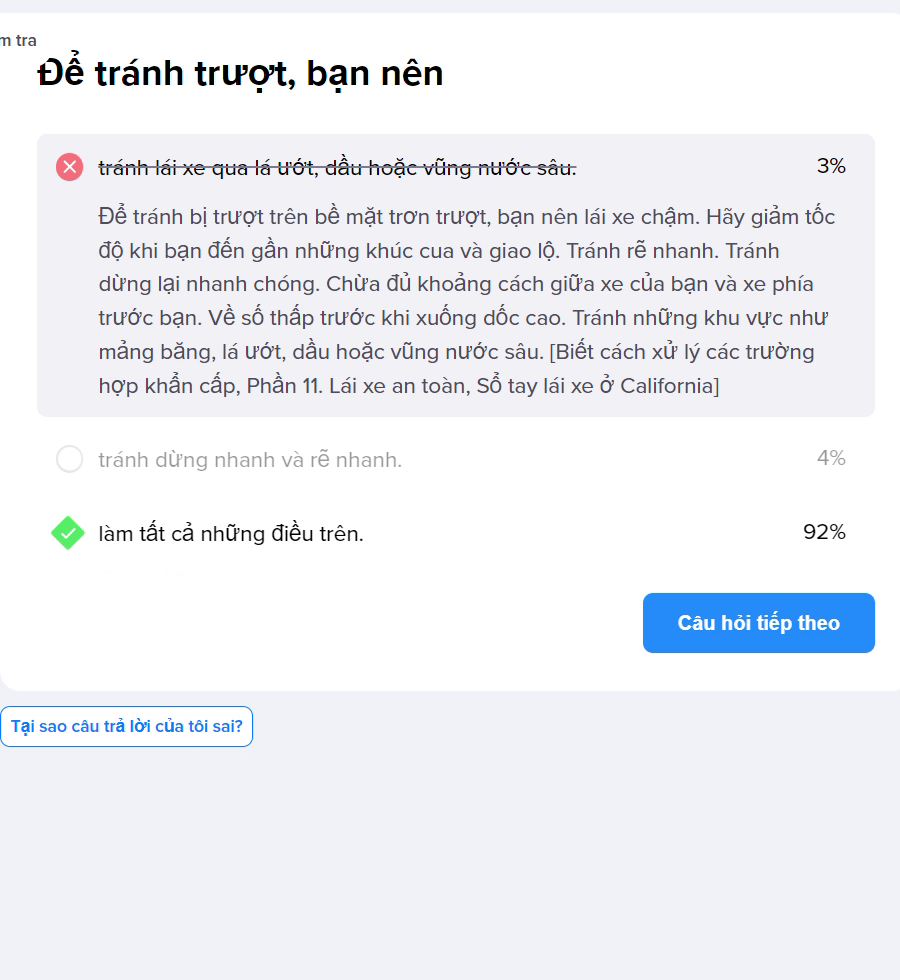 m tra
Để tránh trượt, bạn nên
tránh lái xe qua lá ướt, dầu hoặc vũng nước sâu. 3%
Để tránh bị trượt trên bề mặt trơn trượt, bạn nên lái xe chậm. Hãy giảm tốc
độ khi bạn đến gần những khúc cua và giao lộ. Tránh rẽ nhanh. Tránh
dừng lại nhanh chóng. Chừa đủ khoảng cách giữa xe của bạn và xe phía
trước bạn. Về số thấp trước khi xuống dốc cao. Tránh những khu vực như
mảng băng, lá ướt, dầu hoặc vũng nước sâu. [Biết cách xử lý các trường
hợp khẩn cấp, Phần 11. Lái xe an toàn, Sổ tay lái xe ở California]
tránh dừng nhanh và rẽ nhanh. 4%
làm tất cả những điều trên. 92%
Câu hỏi tiếp theo
Tại sao câu trả lời của tôi sai?